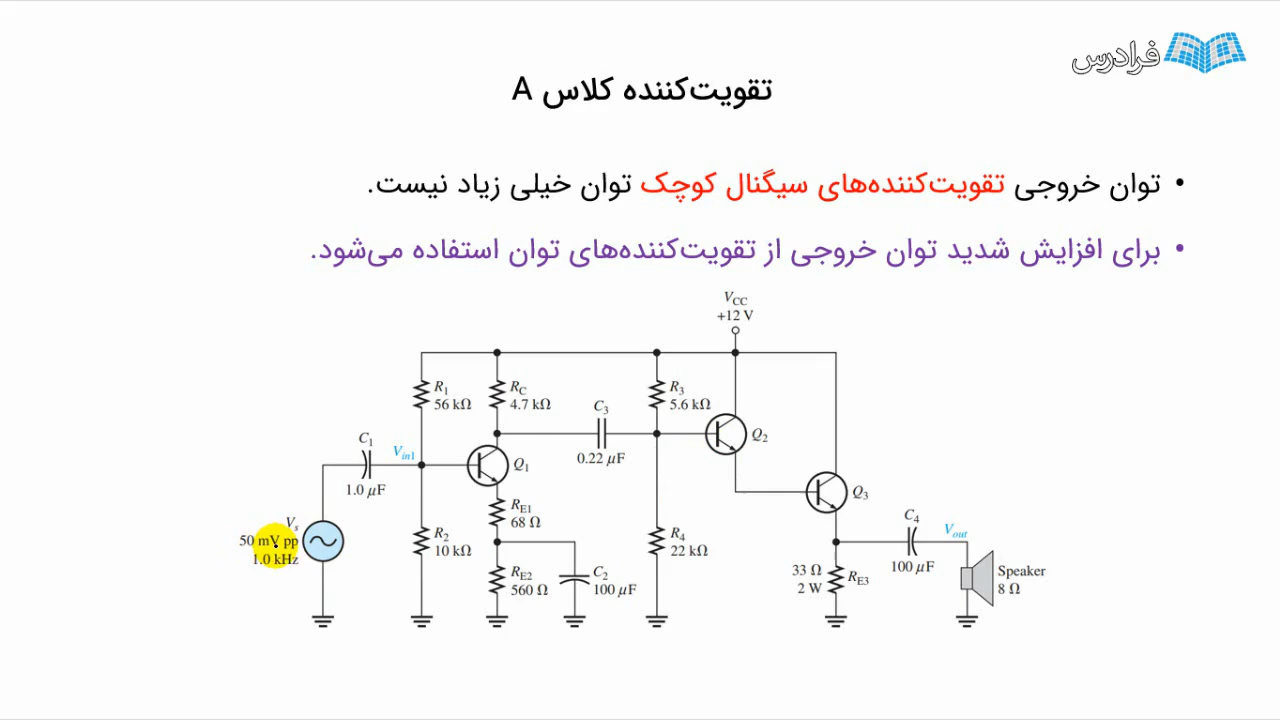 فرادرس
تقویت‌کننده کلاس A
• توان خروجی تقویت‌کننده‌های سیگنال کوچک توان خیلی زیاد نیست.
• برای افزایش شدید توان خروجی از تقویت‌کننده‌های توان استفاده می‌شود.
VCC
+12 V
R1
56 kΩ
RC
4.7 kΩ
C3
0.22 μF
R3
5.6 kΩ
Q2
C1
1.0 μF
Vin1
Q1
Q3
Vs
50 mV pp
1.0 kHz
R2
10 kΩ
RE1
68 Ω
RE2
560 Ω
C2
100 μF
R4
22 kΩ
33 Ω
2 W
RE3
C4
100 μF
Vout
Speaker
8 Ω